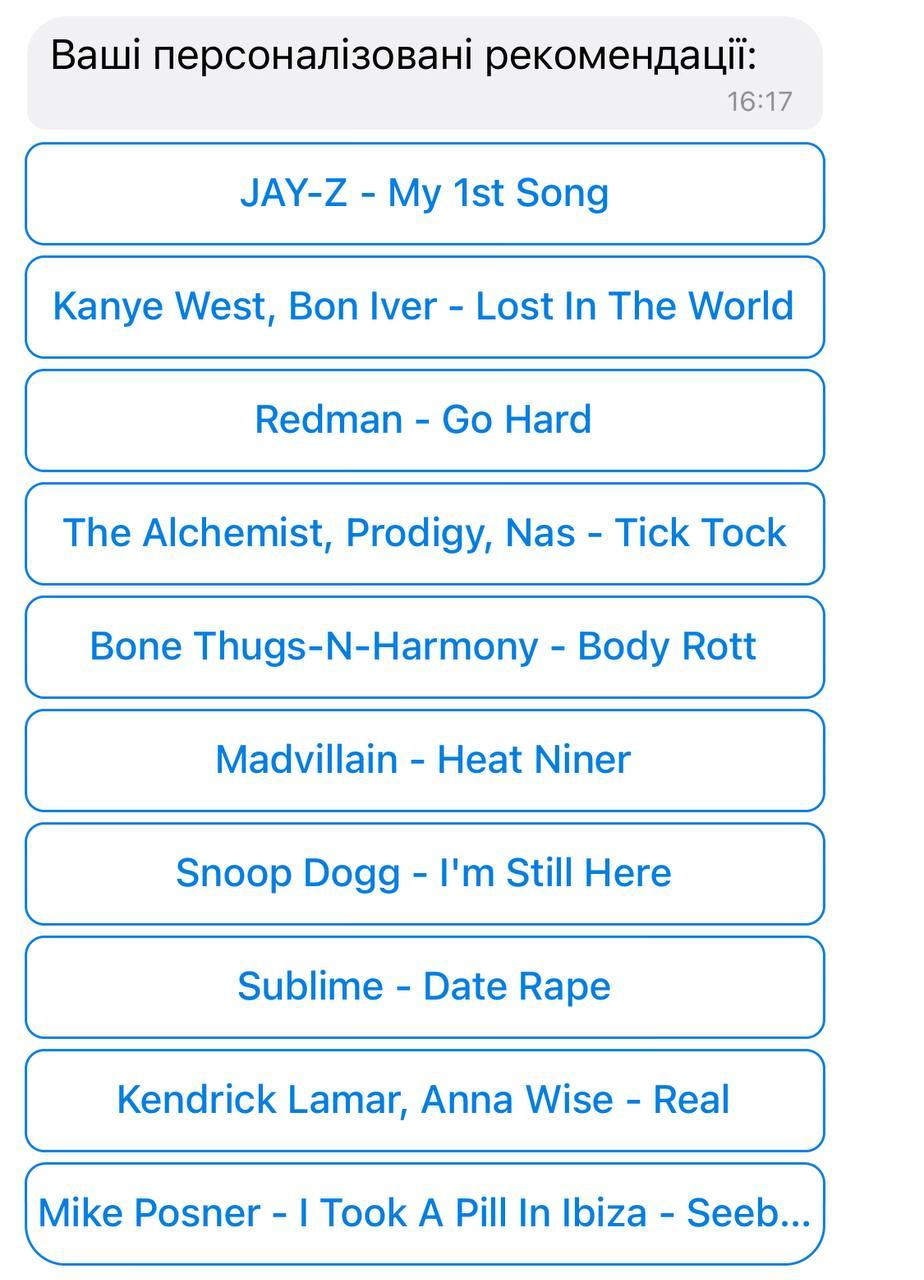 Ваші персоналізовані рекомендації:
16:17
JAY-Z - My 1st Song
Kanye West, Bon Iver - Lost In The World
Redman - Go Hard
The Alchemist, Prodigy, Nas - Tick Tock
Bone Thugs-N-Harmony - Body Rott
Madvillain - Heat Niner
Snoop Dogg - I'm Still Here
Sublime - Date Rape
Kendrick Lamar, Anna Wise - Real
Mike Posner - I Took A Pill In Ibiza - Seeb...